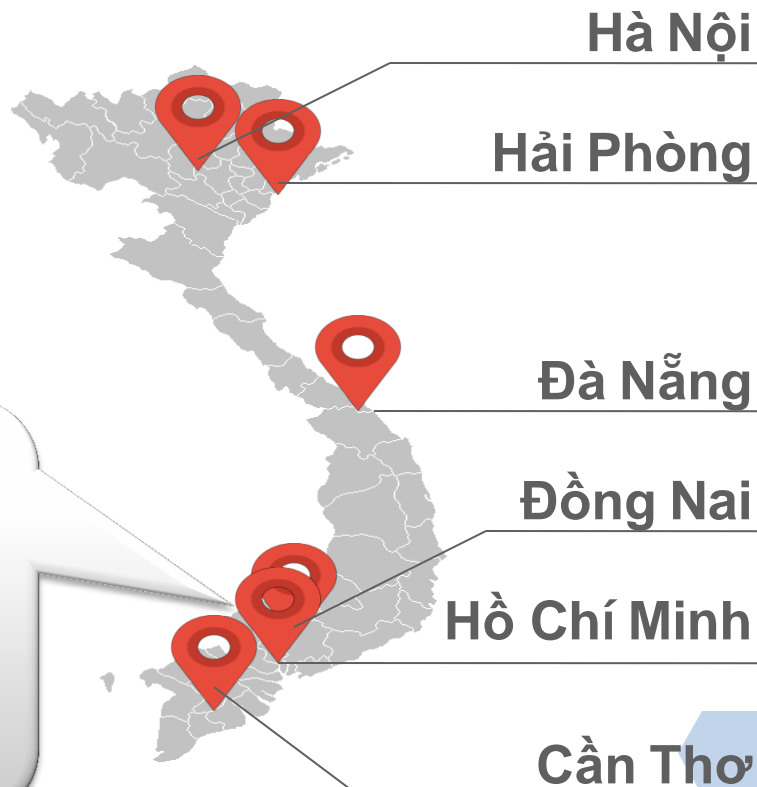 Hà Nội
Hải Phòng
Đà Nẵng
Đồng Nai
Hồ Chí Minh
Cần Thơ